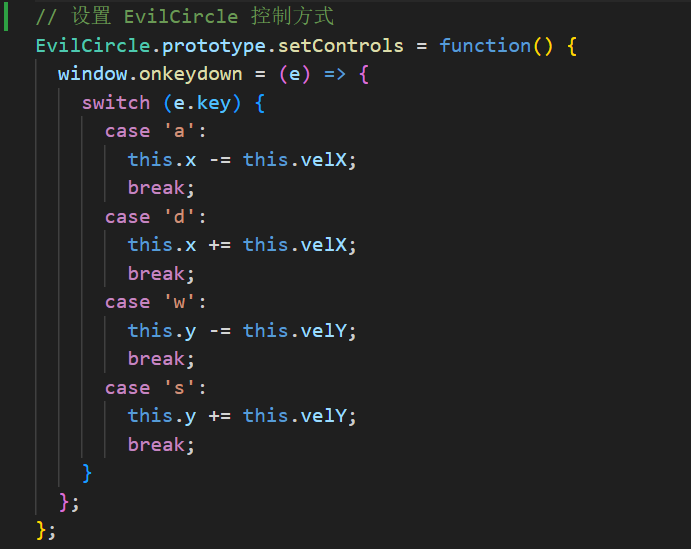 // 设置 EvilCircle 控制方式
EvilCircle.prototype.setControls = function() {
  window.onkeydown = (e) => {
    switch (e.key) {
      case 'a':
        this.x -= this.velX;
        break;
      case 'd':
        this.x += this.velX;
        break;
      case 'w':
        this.y -= this.velY;
        break;
      case 's':
        this.y += this.velY;
        break;
    }
  };
};